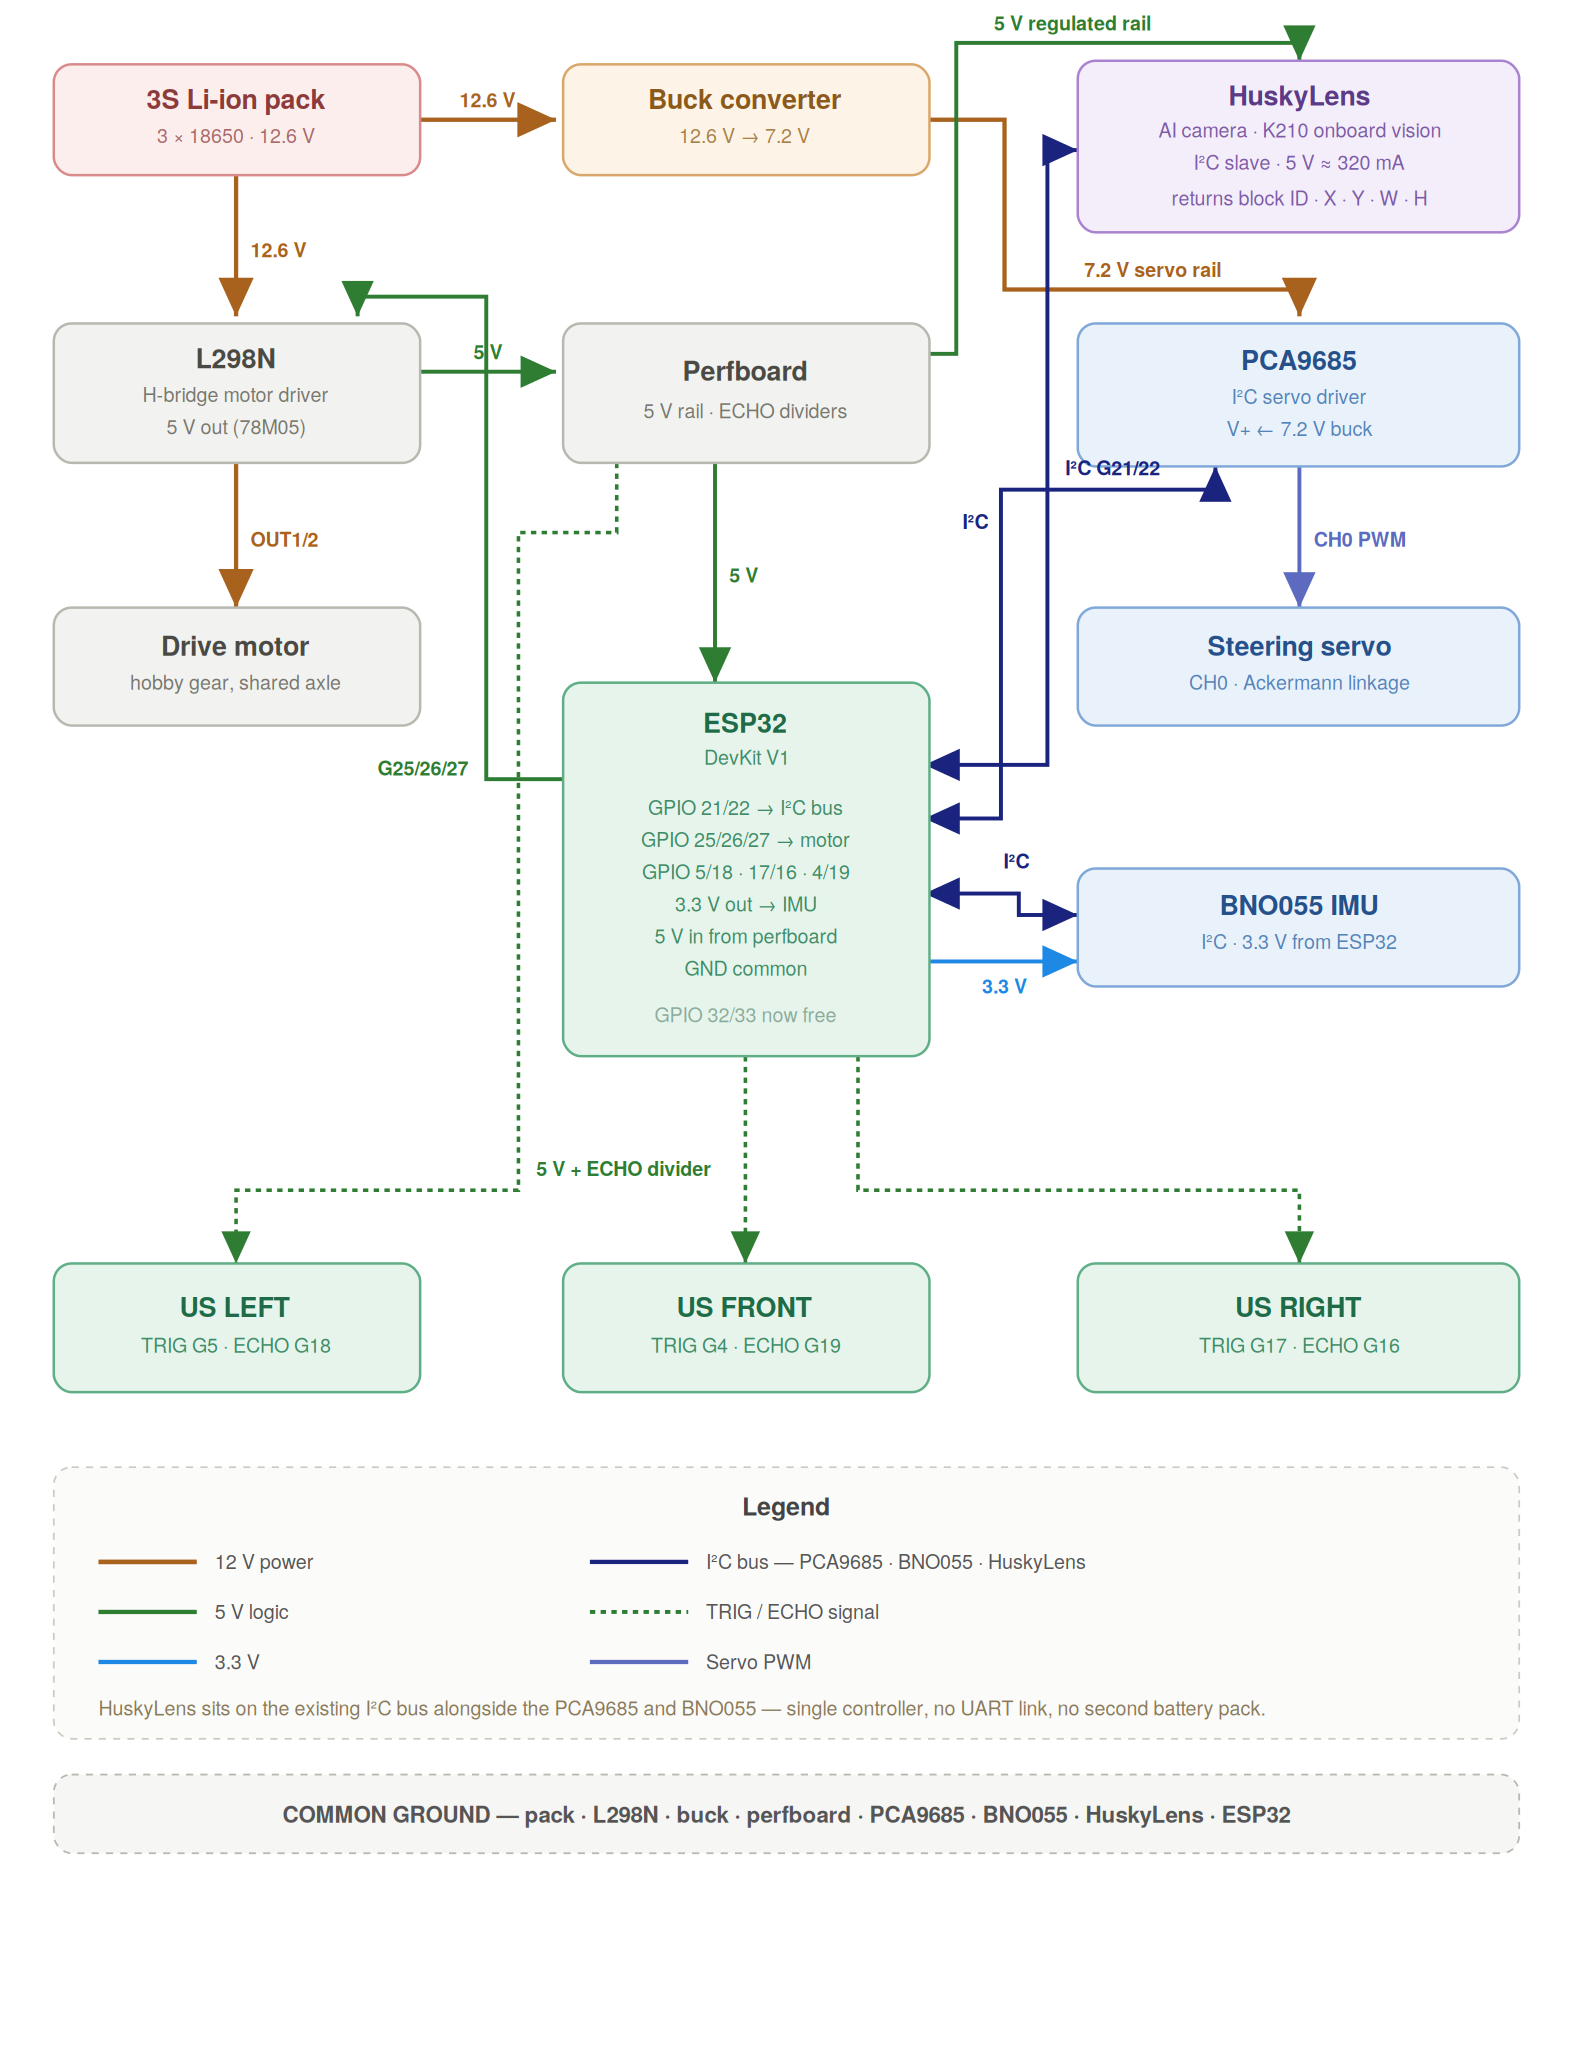 5 V regulated rail
3S Li-ion pack
3 × 18650 · 12.6 V
12.6 V
Buck converter
12.6 V → 7.2 V
HuskyLens
AI camera · K210 onboard vision
I²C slave · 5 V ≈ 320 mA
returns block ID · X · Y · W · H
12.6 V
7.2 V servo rail
L298N
H-bridge motor driver
5 V out (78M05)
5 V
Perfboard
5 V rail · ECHO dividers
PCA9685
I²C servo driver
V+ ← 7.2 V buck
I²C G21/22
I²C
OUT1/2
CH0 PWM
5 V
Drive motor
hobby gear, shared axle
Steering servo
CH0 · Ackermann linkage
G25/26/27
ESP32
DevKit V1
GPIO 21/22 → I²C bus
GPIO 25/26/27 → motor
GPIO 5/18 · 17/16 · 4/19
3.3 V out → IMU
5 V in from perfboard
GND common
GPIO 32/33 now free
I²C
BNO055 IMU
I²C · 3.3 V from ESP32
3.3 V
5 V + ECHO divider
US LEFT
TRIG G5 · ECHO G18
US FRONT
TRIG G4 · ECHO G19
US RIGHT
TRIG G17 · ECHO G16
Legend
12 V power
I²C bus — PCA9685 · BNO055 · HuskyLens
5 V logic
TRIG / ECHO signal
3.3 V
Servo PWM
HuskyLens sits on the existing I²C bus alongside the PCA9685 and BNO055 — single controller, no UART link, no second battery pack.
COMMON GROUND — pack · L298N · buck · perfboard · PCA9685 · BNO055 · HuskyLens · ESP32